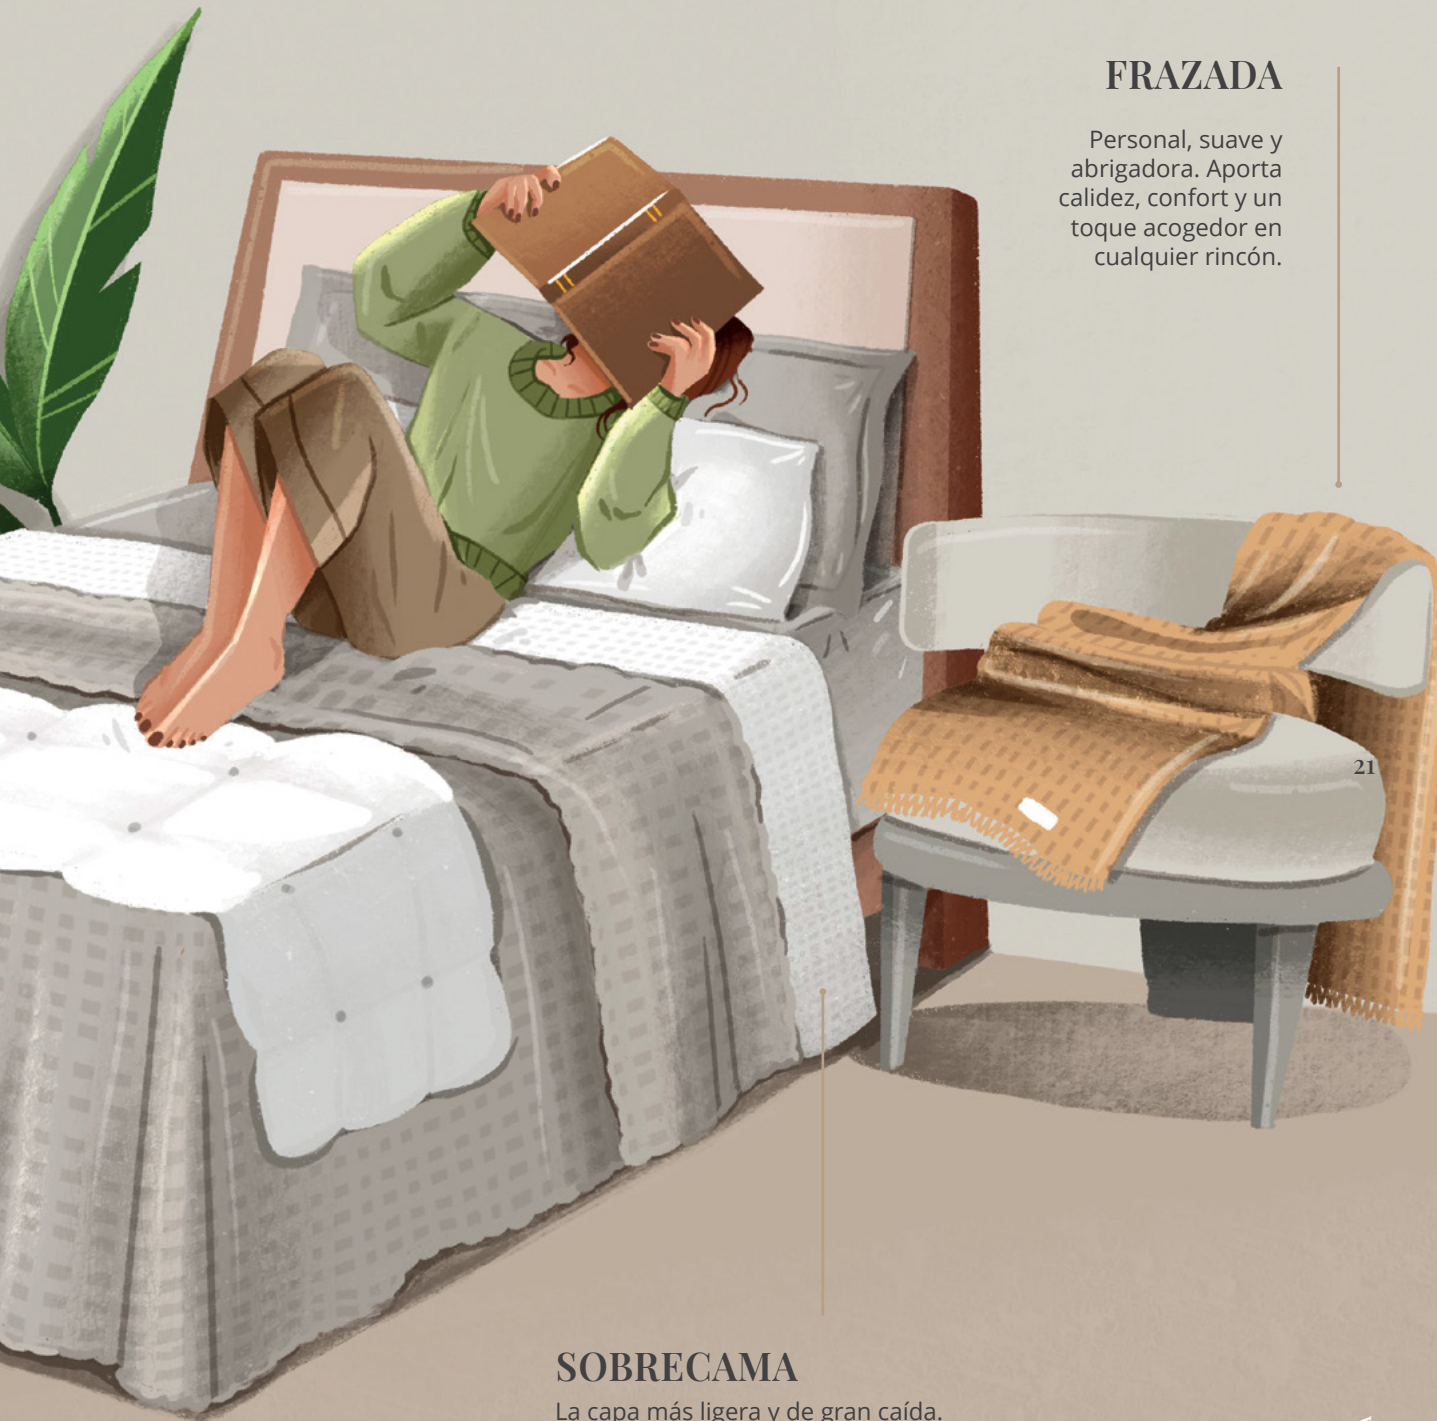 FRAZADA
Personal, suave y
abrigadora. Aporta
calidez, confort y un
toque acogedor en
cualquier rincón.
21
SOBRECAMA
La capa más ligera y de gran caída.